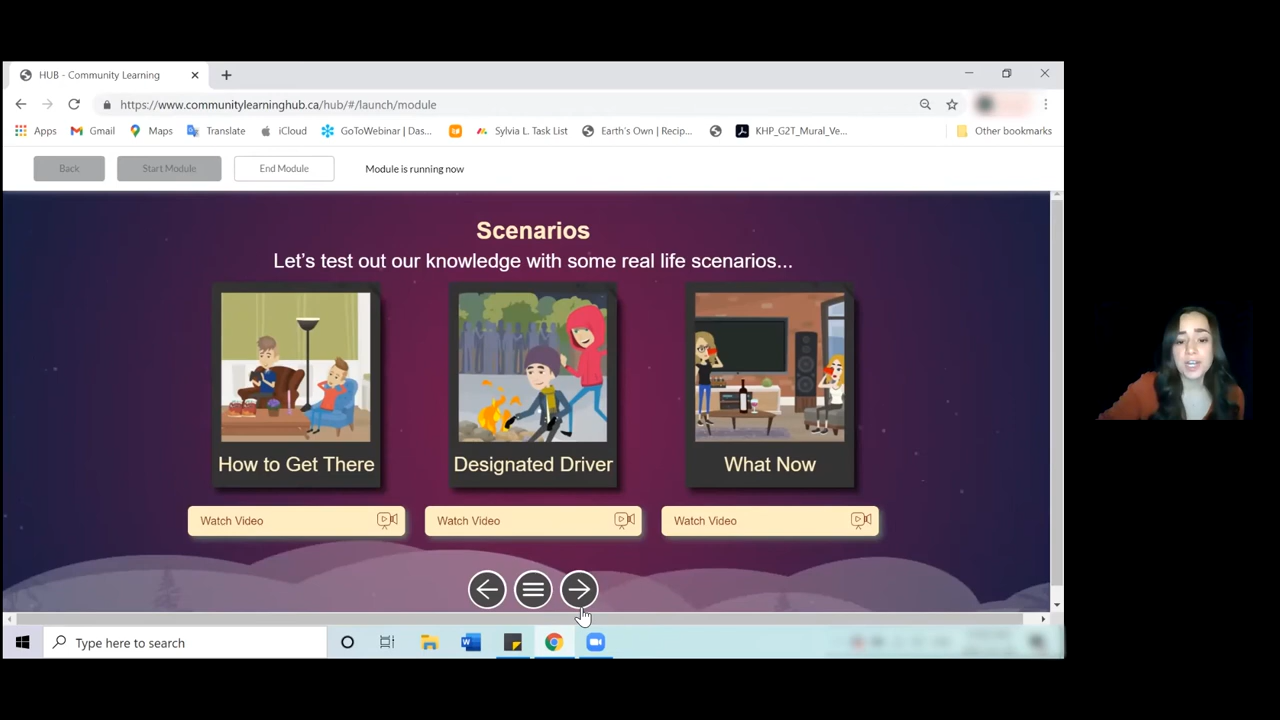 HUB - Community Learning
https://www.communitylearninghub.ca/hub/#/launch/module
Apps Gmail Maps Translate iCloud GoToWebinar | Das... Sylvia L. Task List Earth's Own | Recip... KHP_G2T_Mural_Ve... Other bookmarks
Back Start Module End Module Module is running now
Scenarios
Let's test out our knowledge with some real life scenarios...
How to Get There Designated Driver What Now
Watch Video Watch Video Watch Video
Type here to search